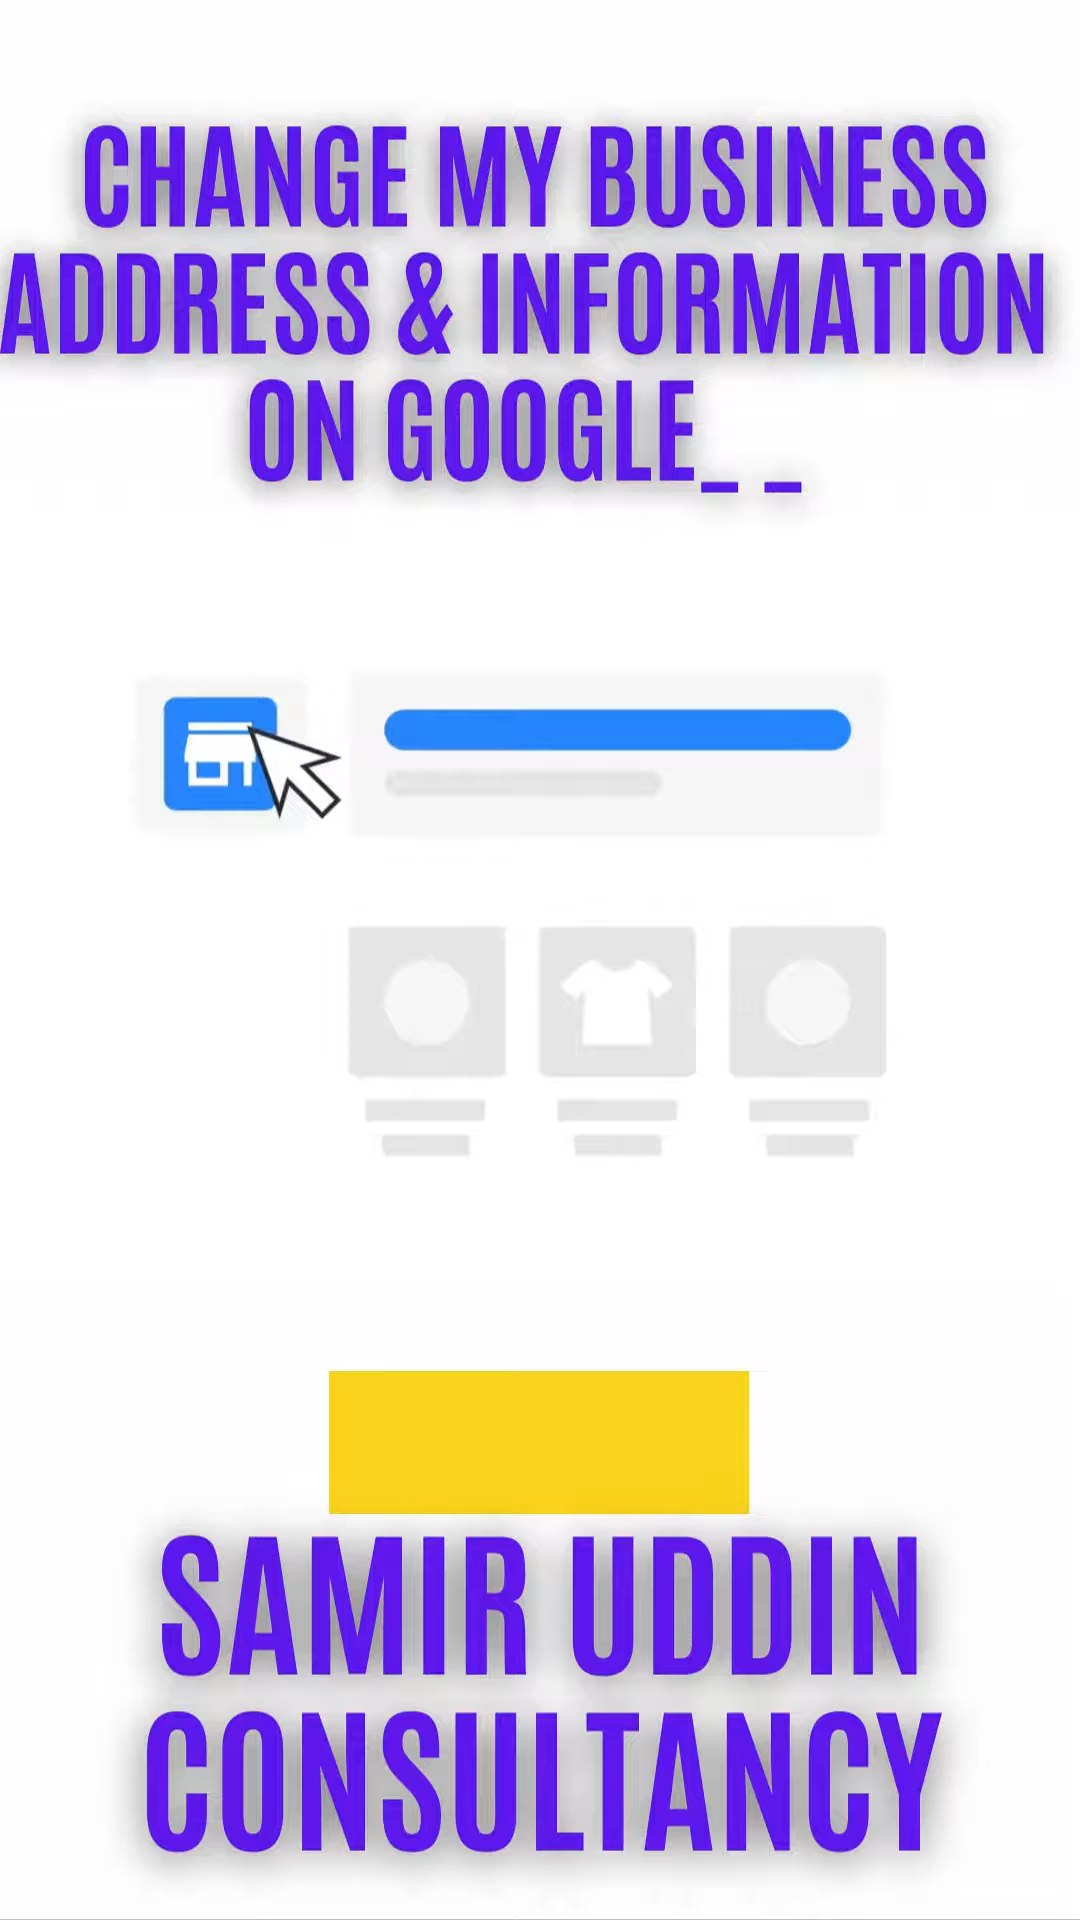 CHANGE MY BUSINESS
ADDRESS & INFORMATION
ON GOOGLE_ _
SAMIR UDDIN
CONSULTANCY